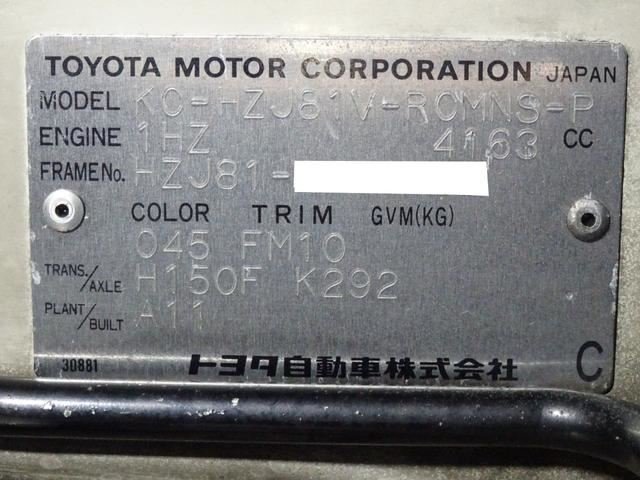 TOYOTA MOTOR CORPORATION JAPAN
MODEL KC-HZJ81V-RCMNS-P
ENGINE 1HZ 4163 CC
FRAME No. HZJ81-
COLOR TRIM GVM(KG)
045 FM10
TRANS./AXLE H150F K292
PLANT/BUILT A11
30881 トヨタ自動車株式会社 C